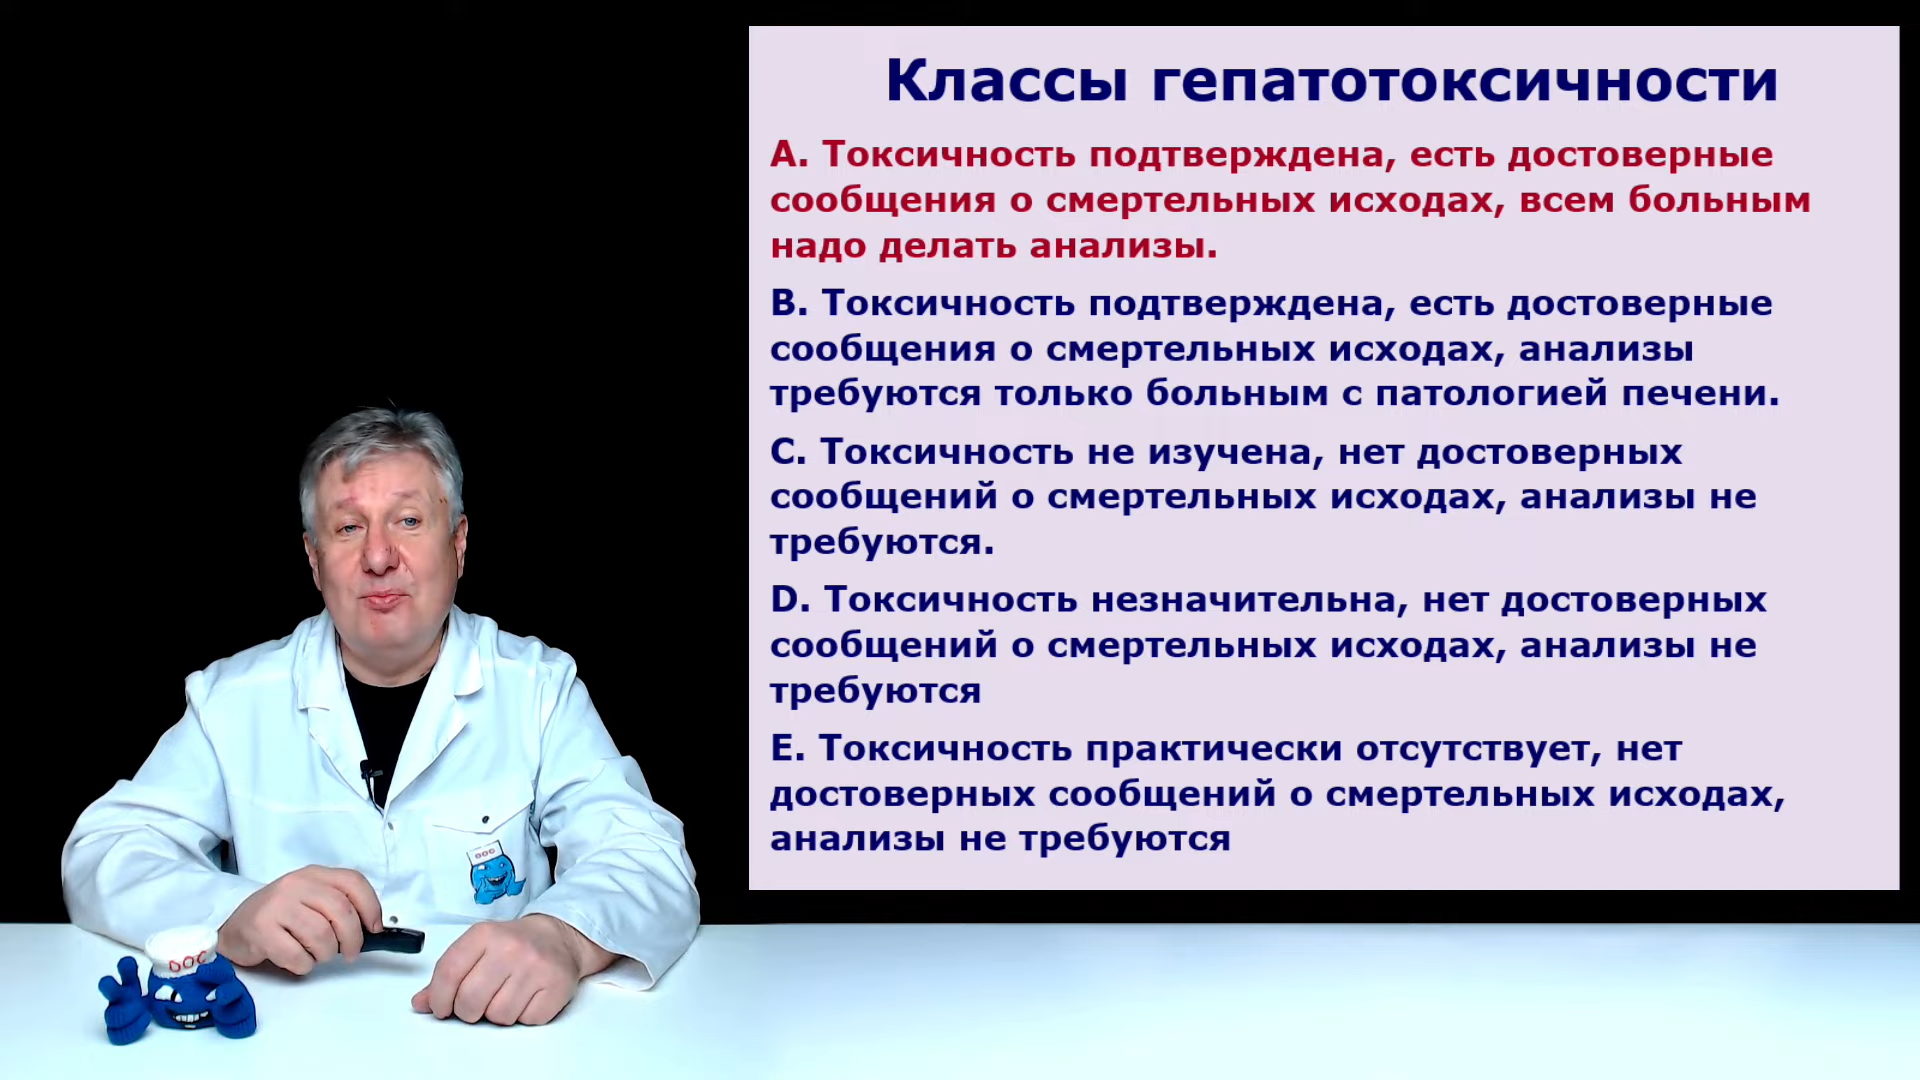 Классы гепатотоксичности
А. Токсичность подтверждена, есть достоверные
сообщения о смертельных исходах, всем больным
надо делать анализы.
В. Токсичность подтверждена, есть достоверные
сообщения о смертельных исходах, анализы
требуются только больным с патологией печени.
С. Токсичность не изучена, нет достоверных
сообщений о смертельных исходах, анализы не
требуются.
D. Токсичность незначительна, нет достоверных
сообщений о смертельных исходах, анализы не
требуются
Е. Токсичность практически отсутствует, нет
достоверных сообщений о смертельных исходах,
анализы не требуются
DOC
DOC